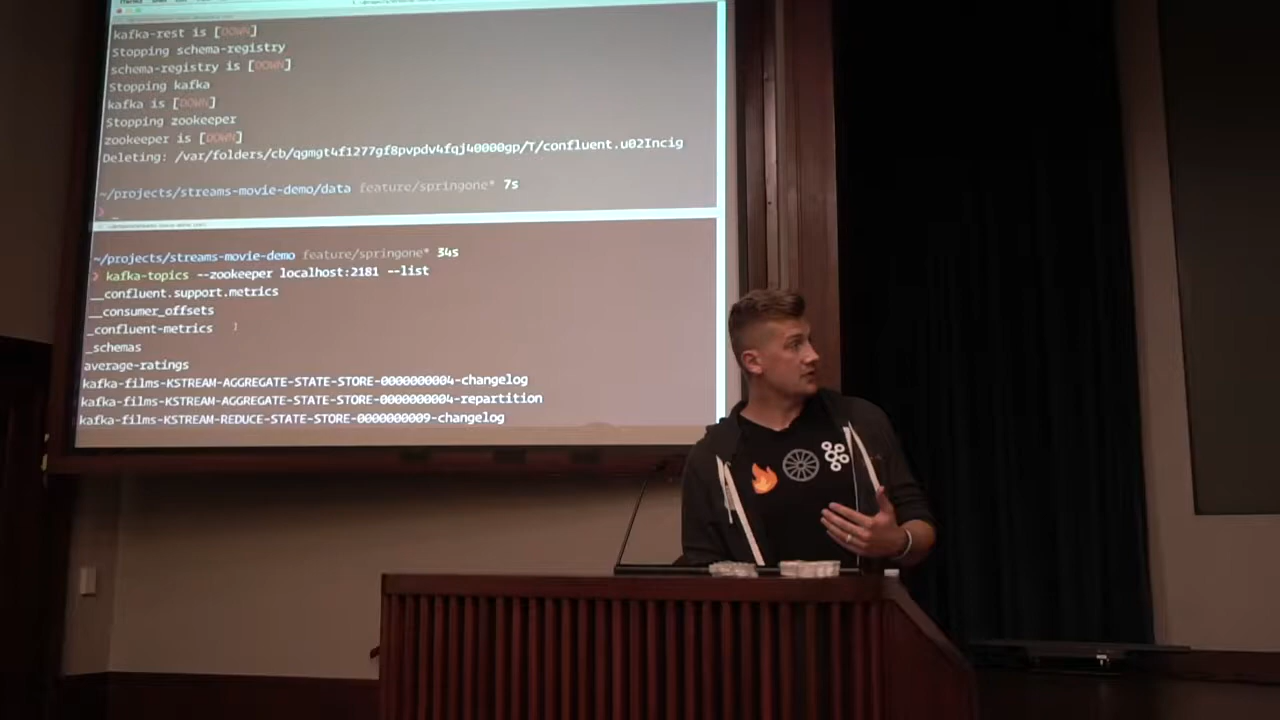 kafka-rest is [DOWN]
Stopping schema-registry
schema-registry is [DOWN]
Stopping kafka
kafka is [DOWN]
Stopping zookeeper
zookeeper is [DOWN]
Deleting: /var/folders/cb/qgmgt4f1277gf8pvpdv4fqj40000gp/T/confluent.u02Incig
~/projects/streams-movie-demo/data feature/springone* 7s
❯ _
~/projects/streams-movie-demo feature/springone* 34s
❯ kafka-topics --zookeeper localhost:2181 --list
__confluent.support.metrics
__consumer_offsets
_confluent-metrics
_schemas
average-ratings
kafka-films-KSTREAM-AGGREGATE-STATE-STORE-0000000004-changelog
kafka-films-KSTREAM-AGGREGATE-STATE-STORE-0000000004-repartition
kafka-films-KSTREAM-REDUCE-STATE-STORE-0000000009-changelog